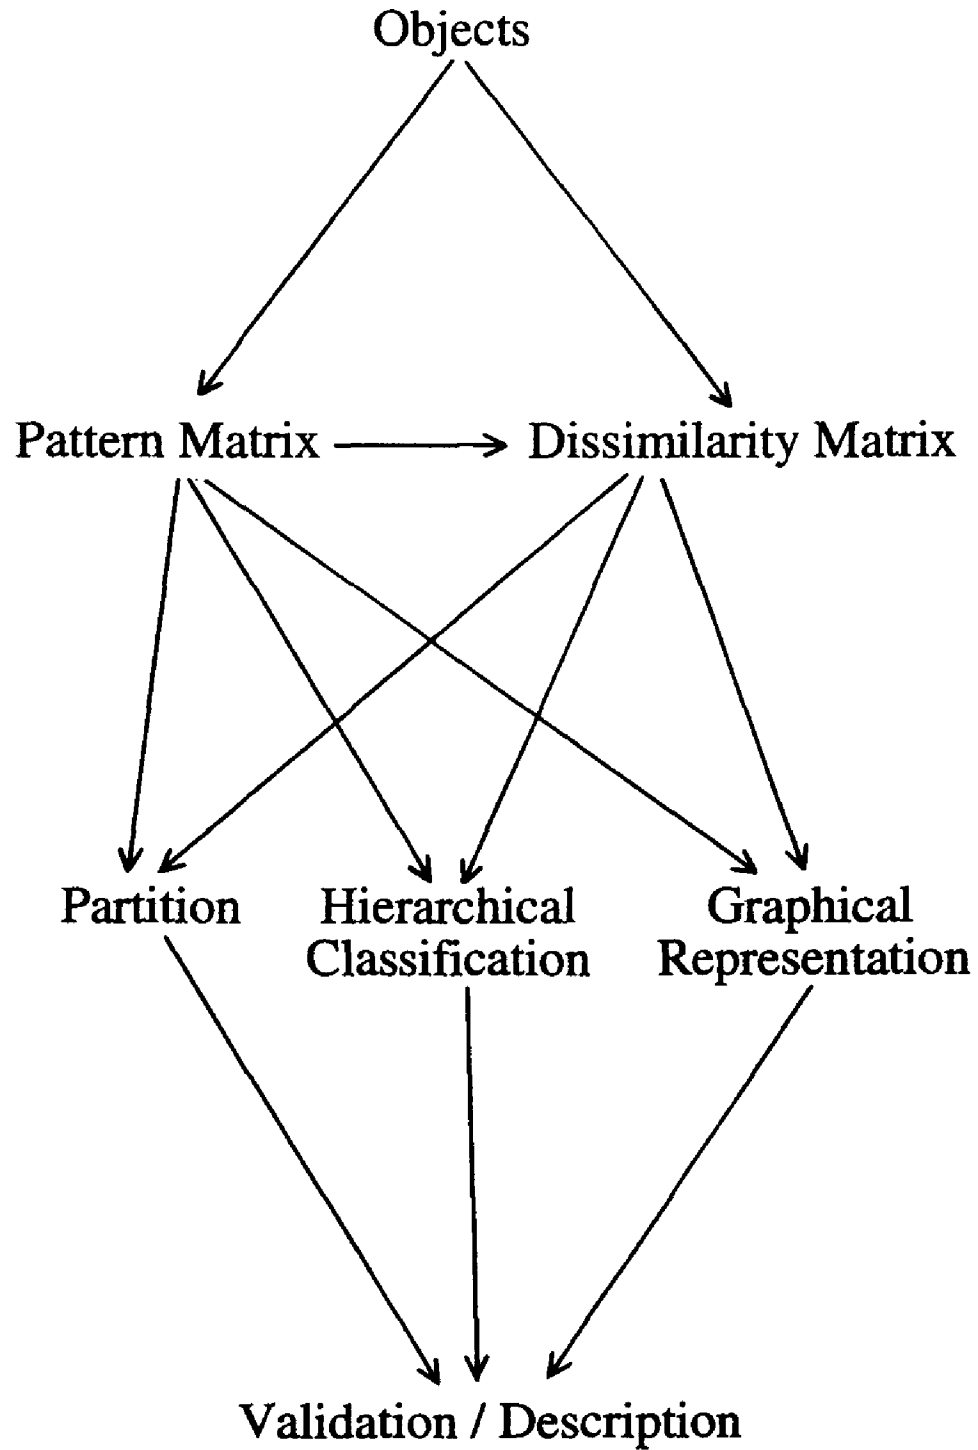 Objects
Pattern Matrix
Dissimilarity Matrix
Partition
Hierarchical
Classification
Graphical
Representation
Validation / Description